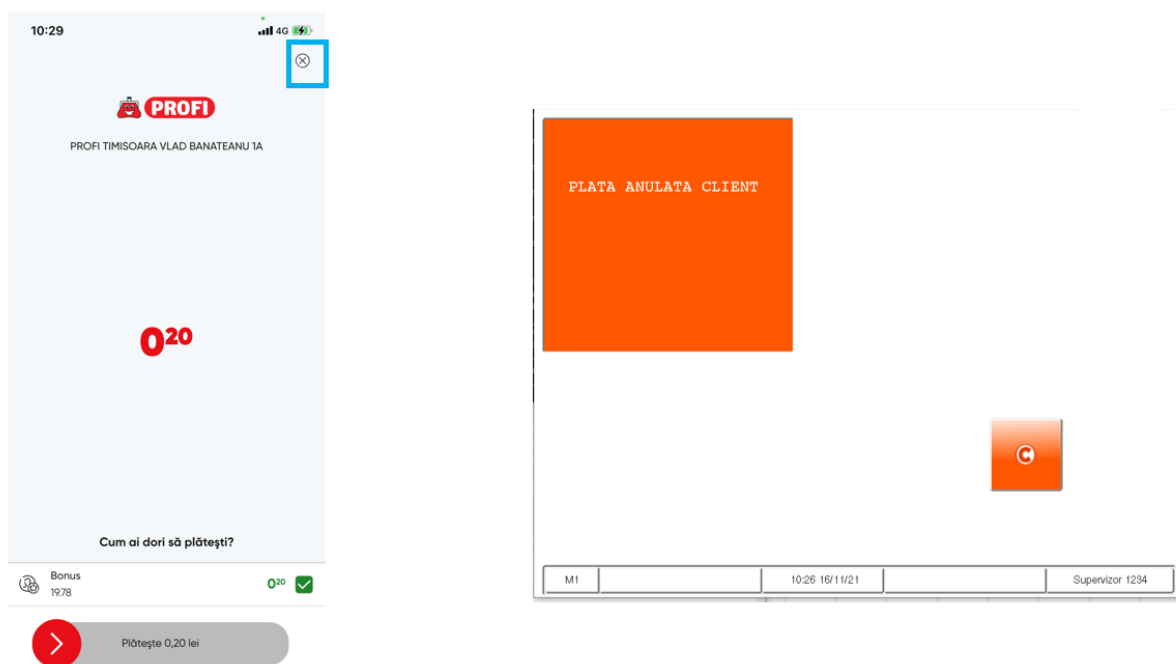 10:29
4G
PROFI
PROFI TIMISOARA VLAD BANATEANU 1A
0²⁰
Cum ai dori să plătești?
Bonus
19.78
0²⁰
Plătește 0,20 lei
PLATA ANULATA CLIENT
C
M1
10:26 16/11/21
Supervizor 1234